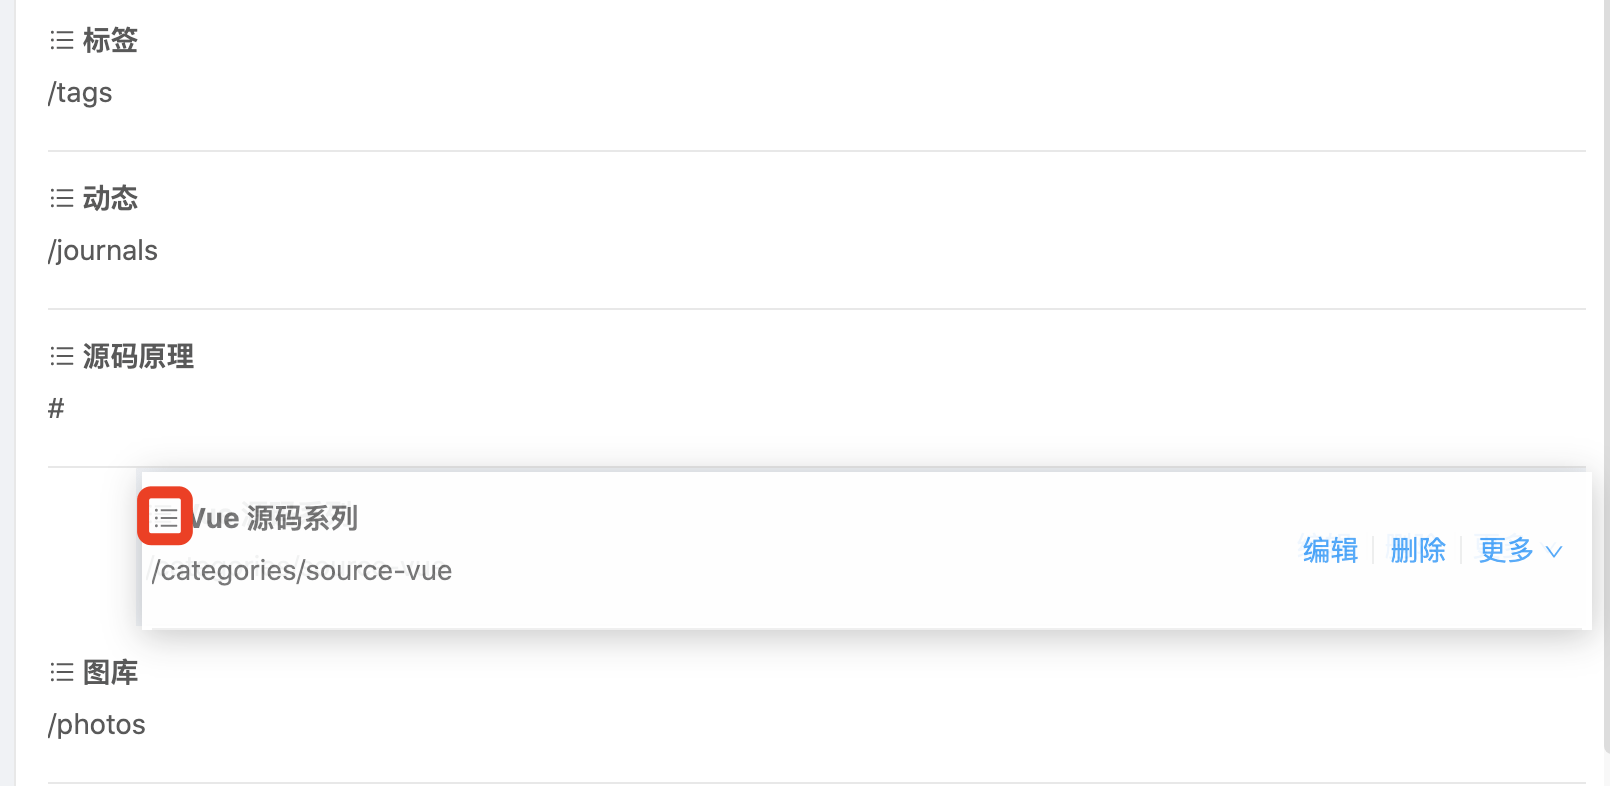 标签
/tags
动态
/journals
源码原理
#
Vue 源码系列
/categories/source-vue
编辑 删除 更多
图库
/photos